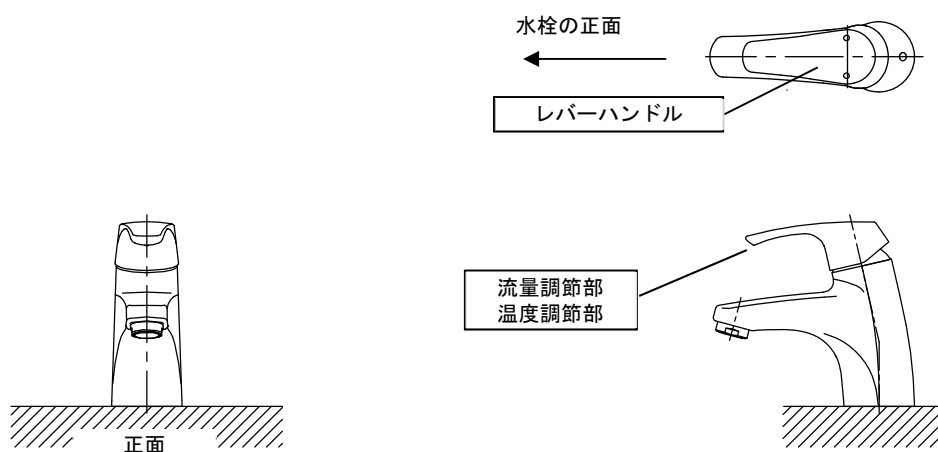 水栓の正面
レバーハンドル
流量調節部
温度調節部
正面